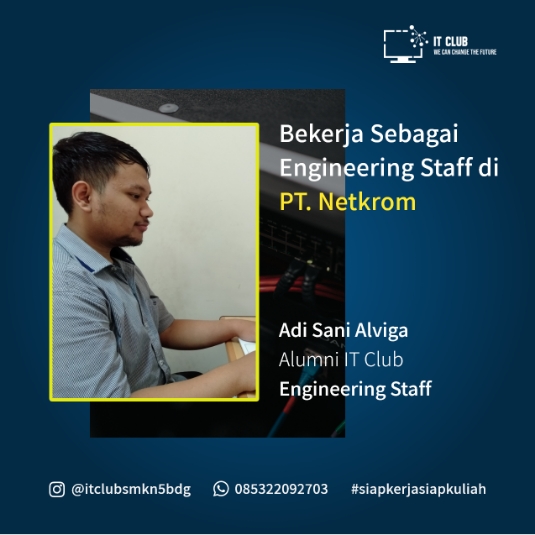 IT CLUB
WE CAN CHANGE THE FUTURE
Bekerja Sebagai
Engineering Staff di
PT. Netkrom
Adi Sani Alviga
Alumni IT Club
Engineering Staff
@itclubsmkn5bdg 085322092703 #siapkerjasiapkuliah